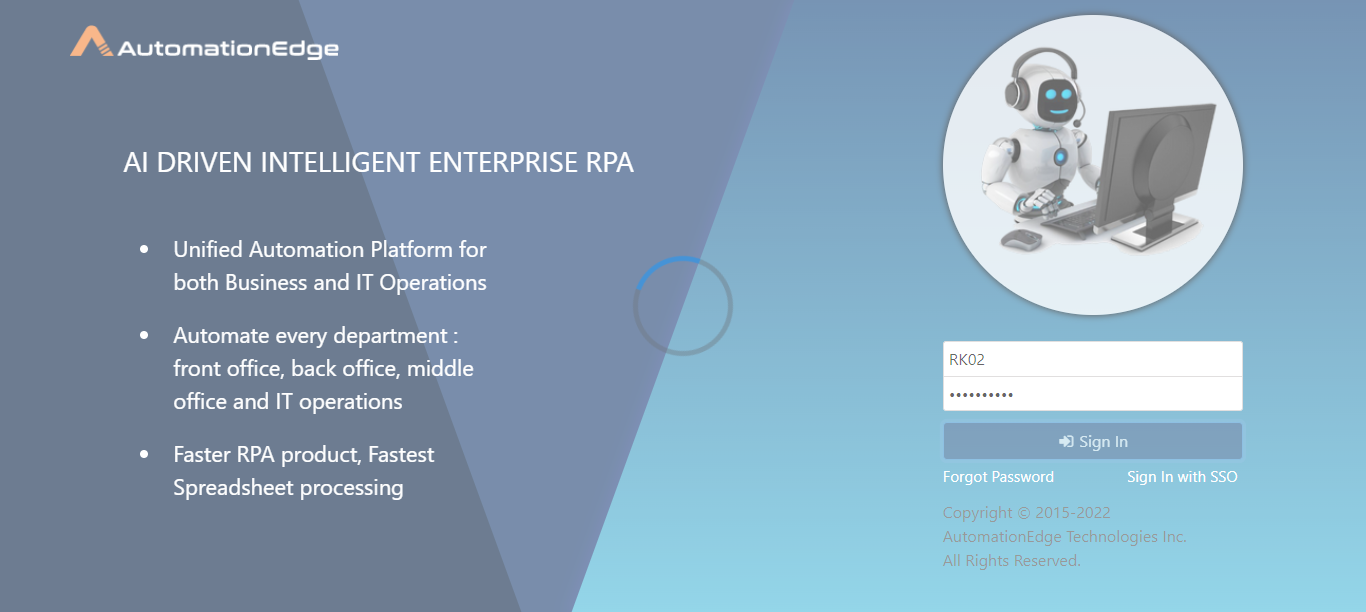 AutomationEdge
AI DRIVEN INTELLIGENT ENTERPRISE RPA
• Unified Automation Platform for
both Business and IT Operations
• Automate every department :
front office, back office, middle
office and IT operations
• Faster RPA product, Fastest
Spreadsheet processing
RK02
••••••••••
Sign In
Forgot Password Sign In with SSO
Copyright © 2015-2022
AutomationEdge Technologies Inc.
All Rights Reserved.